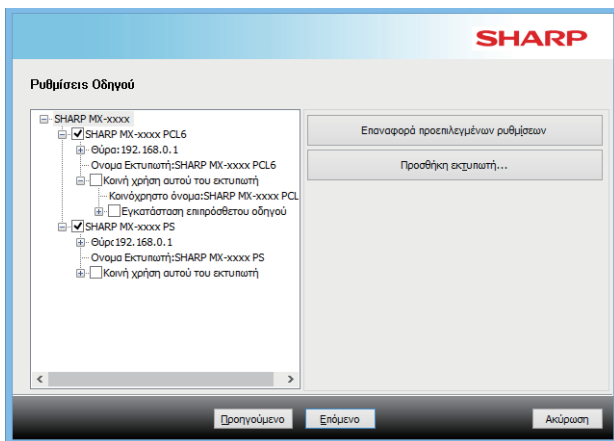 SHARP
Ρυθμίσεις Οδηγού
SHARP MX-xxxx
SHARP MX-xxxx PCL6
Θύρα:192.168.0.1
Ονομα Εκτυπωτή:SHARP MX-xxxx PCL6
Κοινή χρήση αυτού του εκτυπωτή
Κοινόχρηστο όνομα:SHARP MX-xxxx PCL
Εγκατάσταση επιπρόσθετου οδηγού
SHARP MX-xxxx PS
Θύρα:192.168.0.1
Ονομα Εκτυπωτή:SHARP MX-xxxx PS
Κοινή χρήση αυτού του εκτυπωτή
Επαναφορά προεπιλεγμένων ρυθμίσεων
Προσθήκη εκτυπωτή...
Προηγούμενο
Επόμενο
Ακύρωση